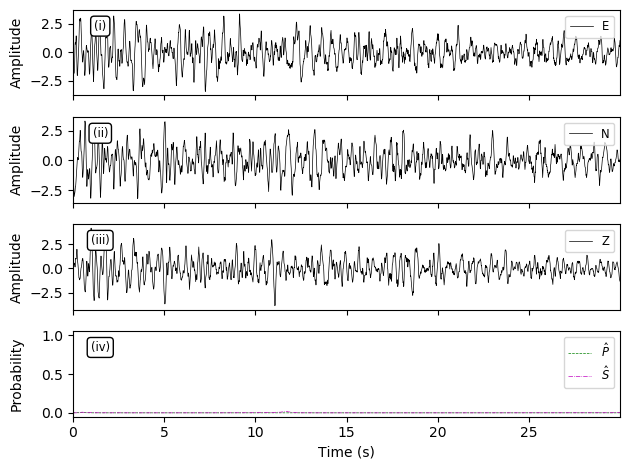 Amplitude
2.5
0.0
−2.5
(i)
E
Amplitude
2.5
0.0
−2.5
(ii)
N
Amplitude
2.5
0.0
−2.5
(iii)
Z
Probability
1.0
0.5
0.0
(iv)
P̂
Ŝ
0 5 10 15 20 25
Time (s)